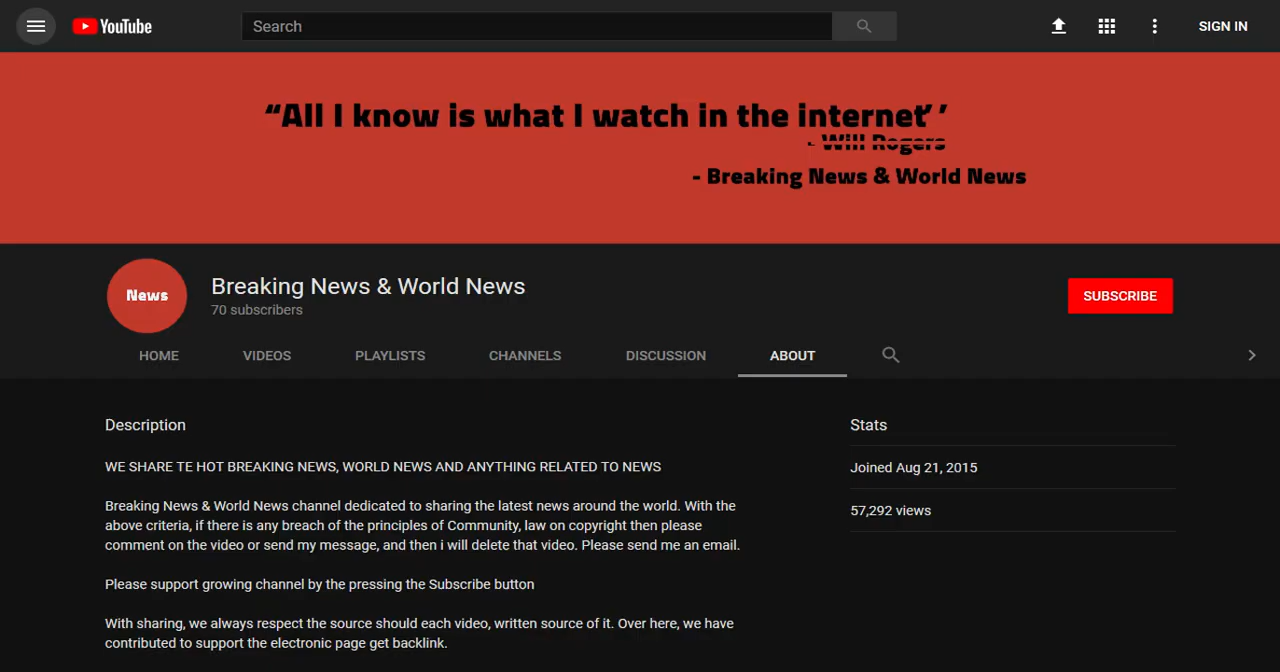 YouTube
Search
SIGN IN
“All I know is what I watch in the internet’’
- Will Rogers
- Breaking News & World News
News
Breaking News & World News
70 subscribers
SUBSCRIBE
HOME VIDEOS PLAYLISTS CHANNELS DISCUSSION ABOUT
Description
Stats
WE SHARE TE HOT BREAKING NEWS, WORLD NEWS AND ANYTHING RELATED TO NEWS
Joined Aug 21, 2015
Breaking News & World News channel dedicated to sharing the latest news around the world. With the
57,292 views
above criteria, if there is any breach of the principles of Community, law on copyright then please
comment on the video or send my message, and then i will delete that video. Please send me an email.
Please support growing channel by the pressing the Subscribe button
With sharing, we always respect the source should each video, written source of it. Over here, we have
contributed to support the electronic page get backlink.